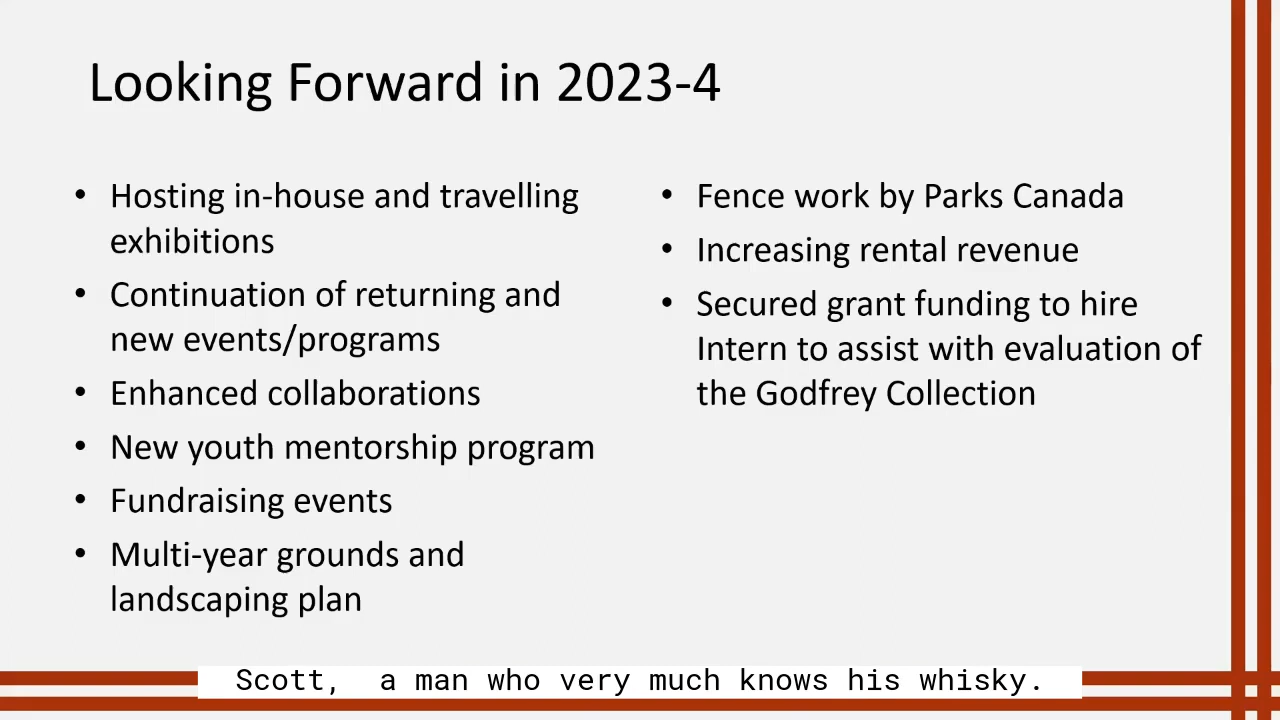 Looking Forward in 2023-4
• Hosting in-house and travelling
exhibitions
• Continuation of returning and
new events/programs
• Enhanced collaborations
• New youth mentorship program
• Fundraising events
• Multi-year grounds and
landscaping plan
• Fence work by Parks Canada
• Increasing rental revenue
• Secured grant funding to hire
Intern to assist with evaluation of
the Godfrey Collection
Scott,  a man who very much knows his whisky.